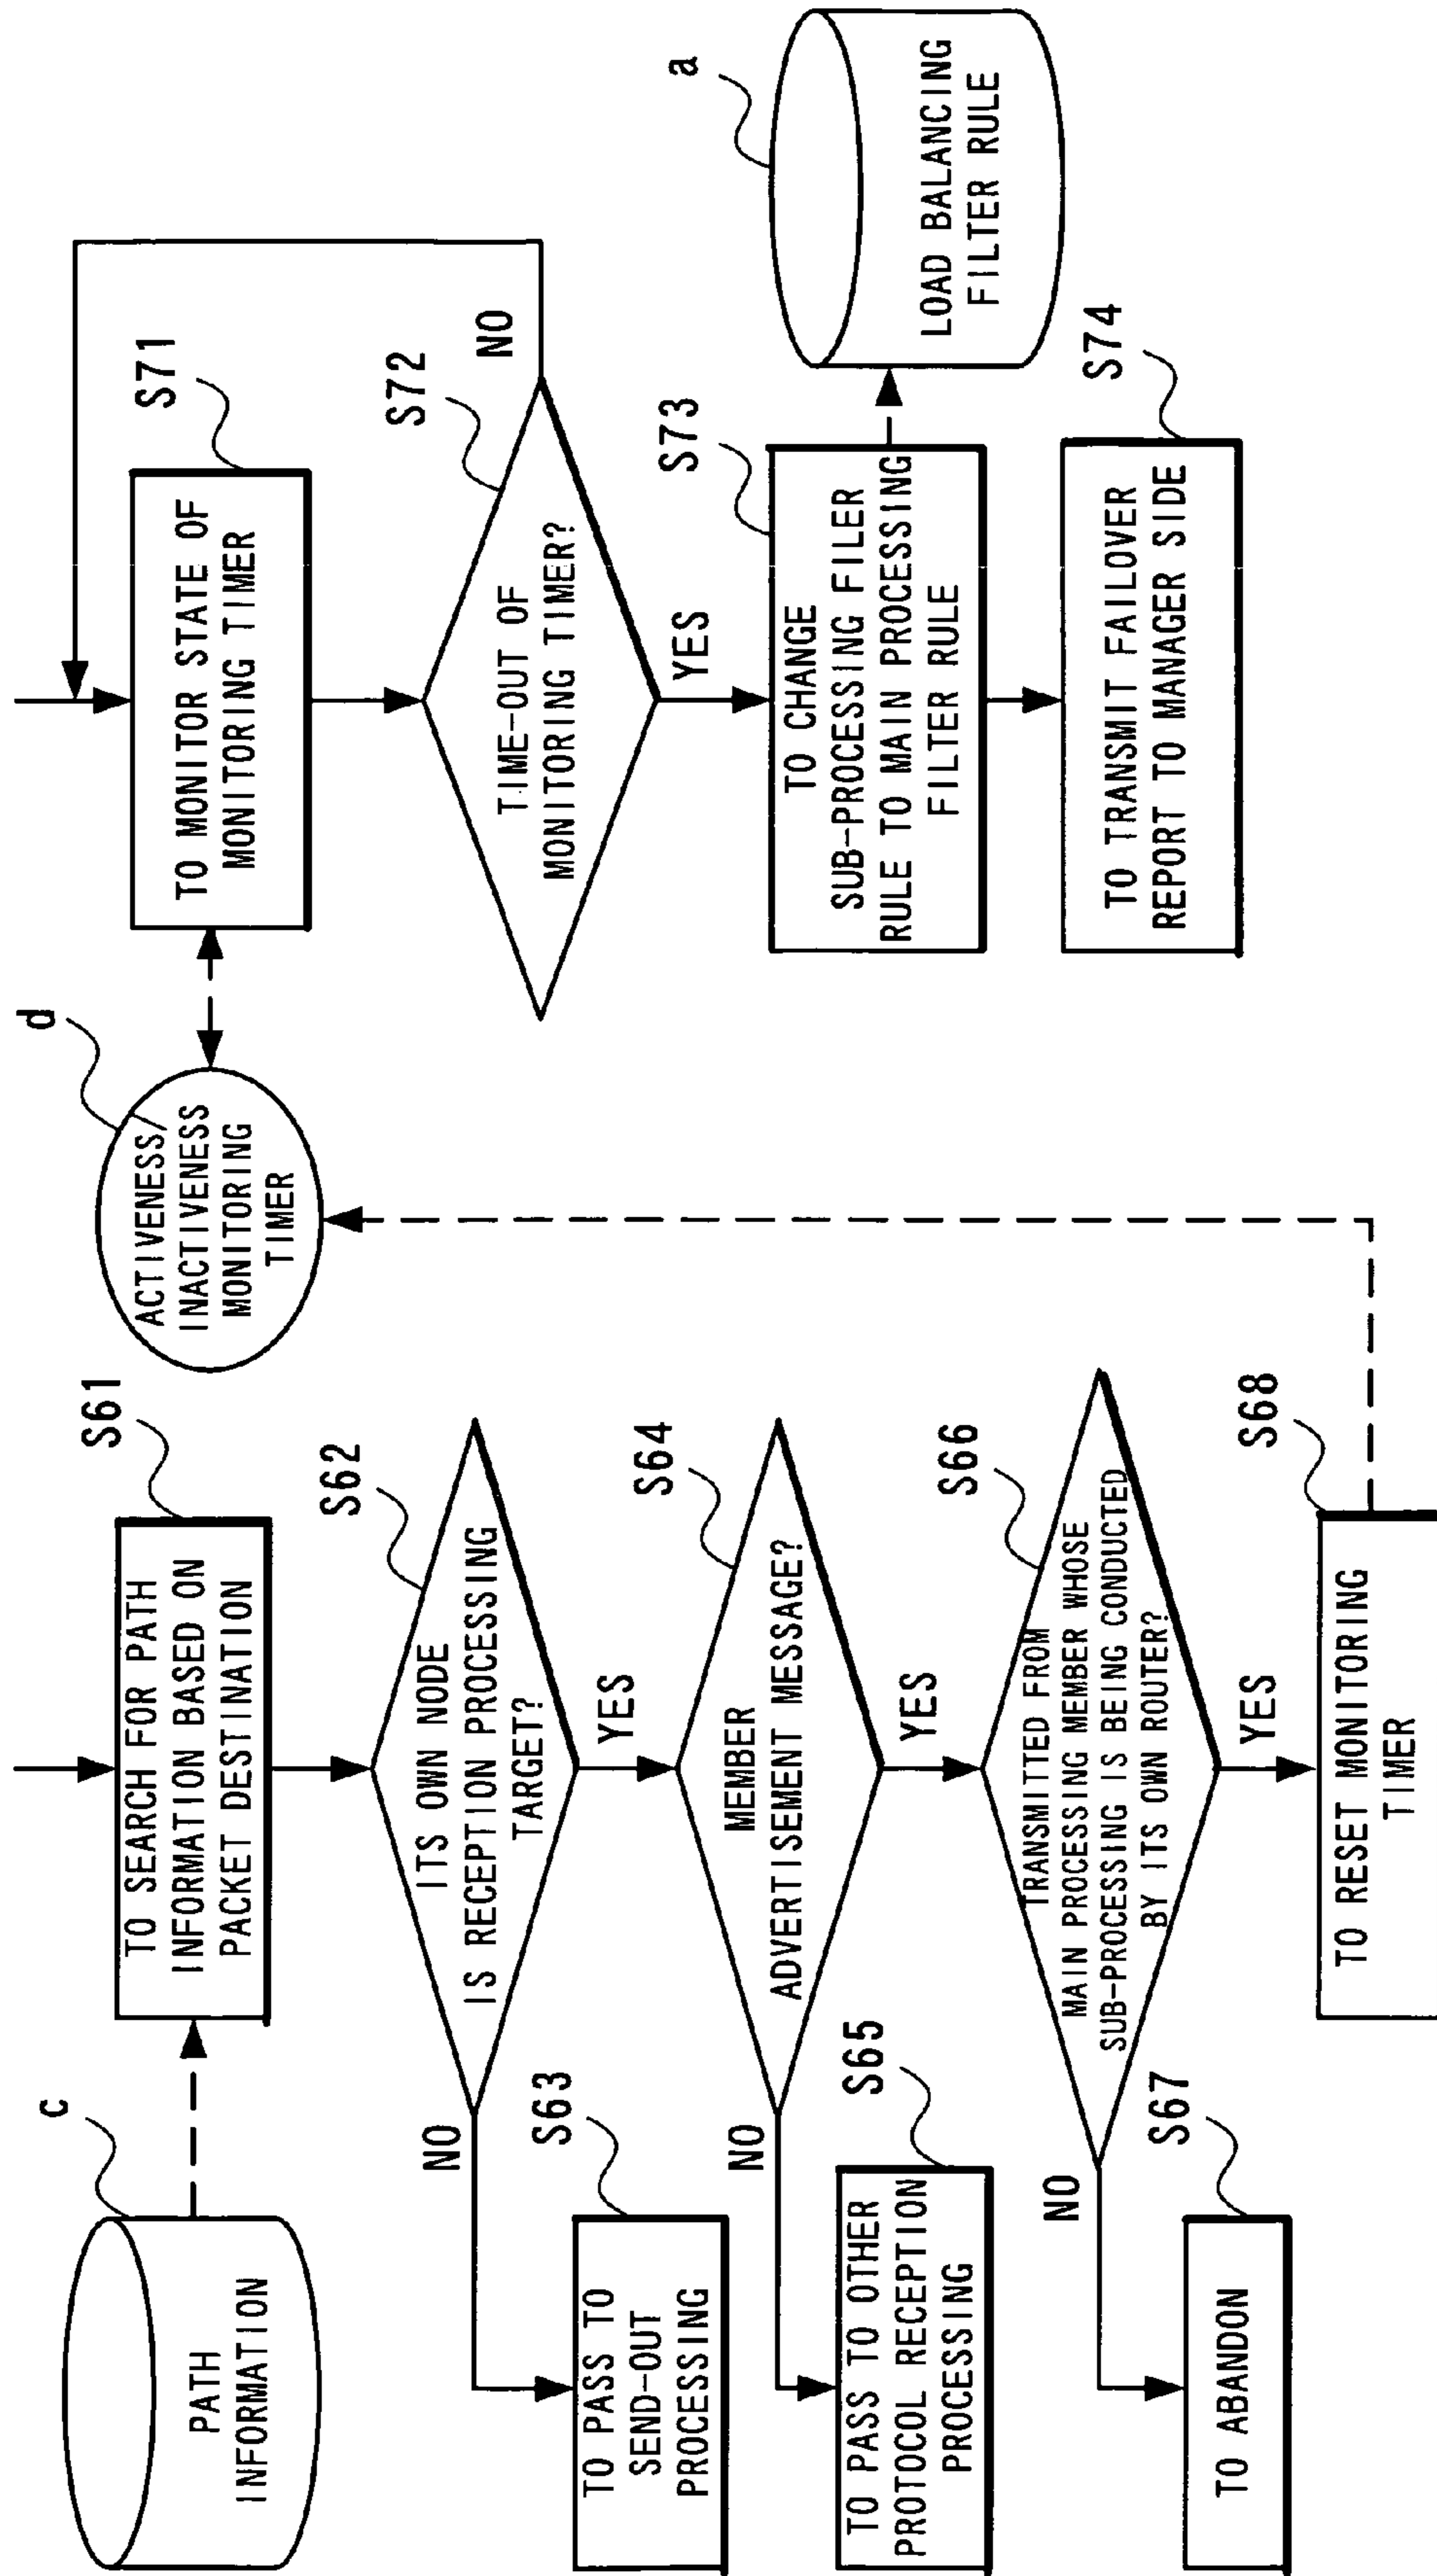 c
PATH
INFORMATION
S61
TO SEARCH FOR PATH
INFORMATION BASED ON
PACKET DESTINATION
S62
ITS OWN NODE
IS RECEPTION PROCESSING
TARGET?
NO
YES
S63
TO PASS TO
SEND-OUT
PROCESSING
S64
MEMBER
ADVERTISEMENT MESSAGE?
NO
YES
S65
TO PASS TO OTHER
PROTOCOL RECEPTION
PROCESSING
S66
TRANSMITTED FROM
MAIN PROCESSING MEMBER WHOSE
SUB-PROCESSING IS BEING CONDUCTED
BY ITS OWN ROUTER?
NO
YES
S67
TO ABANDON
S68
TO RESET MONITORING
TIMER
d
ACTIVENESS/
INACTIVENESS
MONITORING
TIMER
S71
TO MONITOR STATE OF
MONITORING TIMER
S72
TIME-OUT OF
MONITORING TIMER?
NO
YES
S73
TO CHANGE
SUB-PROCESSING FILER
RULE TO MAIN PROCESSING
FILTER RULE
a
LOAD BALANCING
FILTER RULE
S74
TO TRANSMIT FAILOVER
REPORT TO MANAGER SIDE